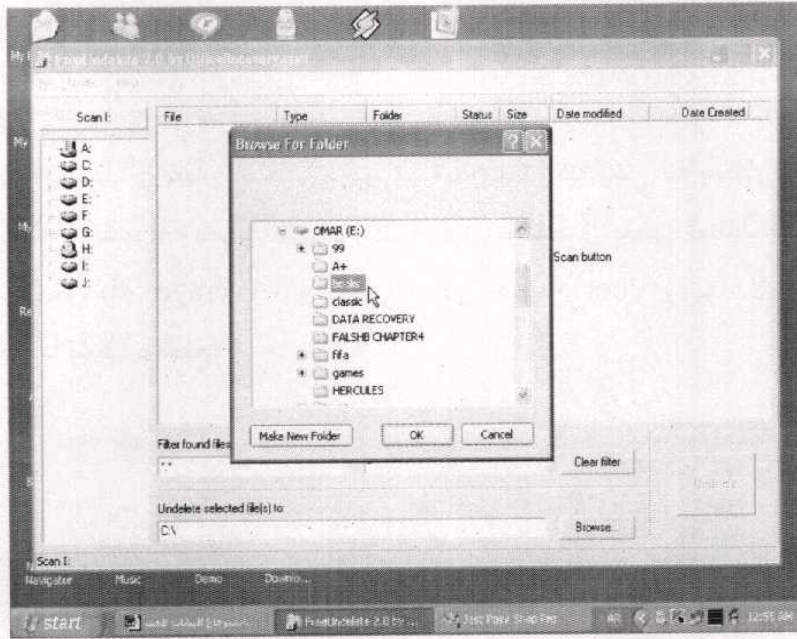 Scan I:
File Type Folder Status Size Date modified Date Created
A:
C:
D:
E:
F:
G:
H:
I:
J:
Browse For Folder
OMAR (E:)
99
A+
classic
DATA RECOVERY
FALSHB CHAPTER4
fifa
games
HERCULES
Scan button
Make New Folder OK Cancel
Filter found files
*.*
Clear filter
Undelete selected file(s) to:
C:\
Browse...
Scan I:
Navigator Music Demo Downlo...
start FreeUndelete 2.0 by ... AR 12:55 AM